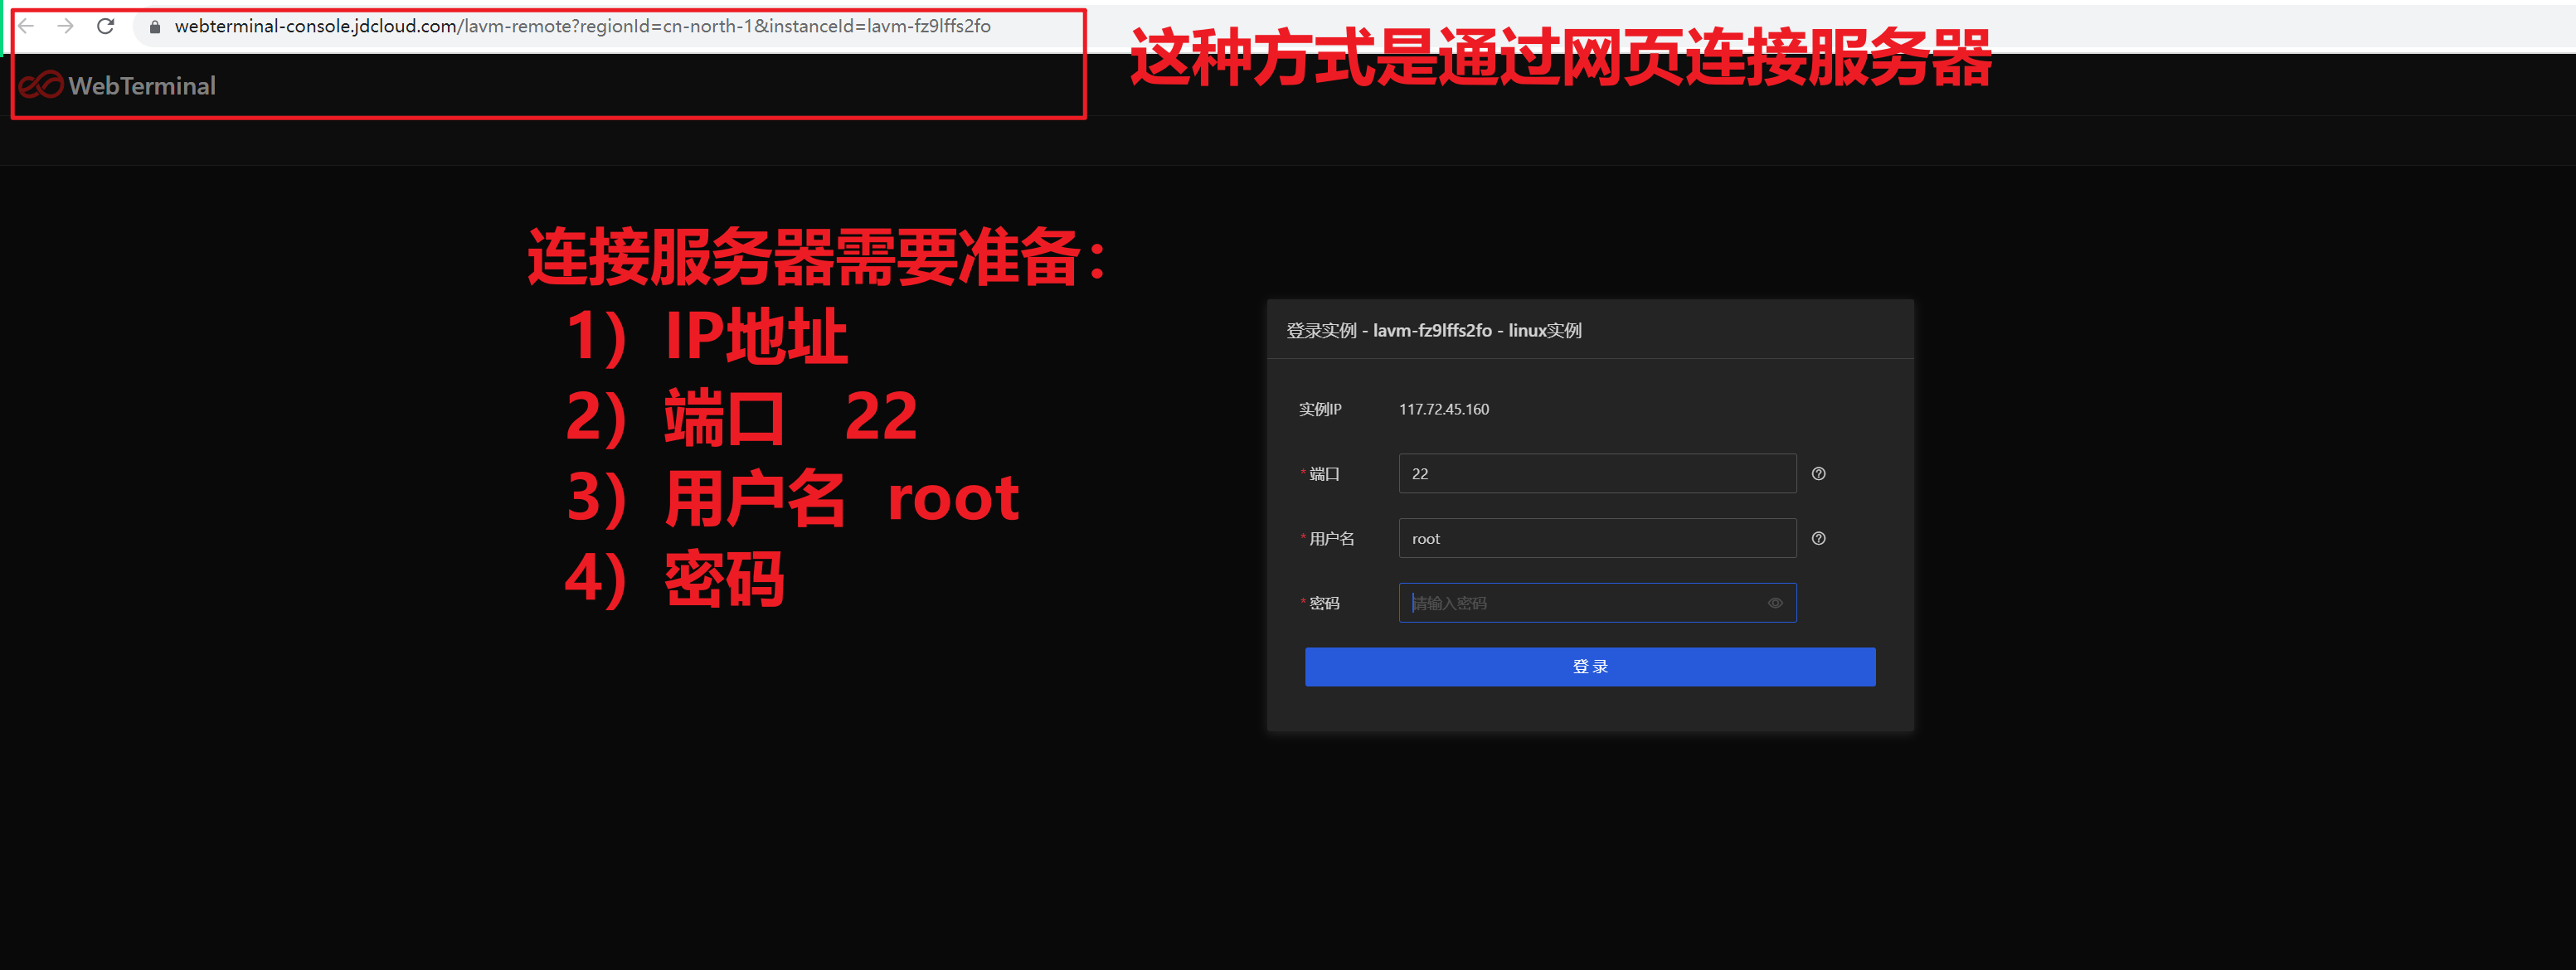 webterminal-console.jdcloud.com/lavm-remote?regionId=cn-north-1&instanceId=lavm-fz9lffs2fo
这种方式是通过网页连接服务器
WebTerminal
连接服务器需要准备：
1）IP地址
2）端口 22
3）用户名 root
4）密码
登录实例 - lavm-fz9lffs2fo - linux实例
实例IP 117.72.45.160
* 端口 22
* 用户名 root
* 密码 请输入密码
登 录